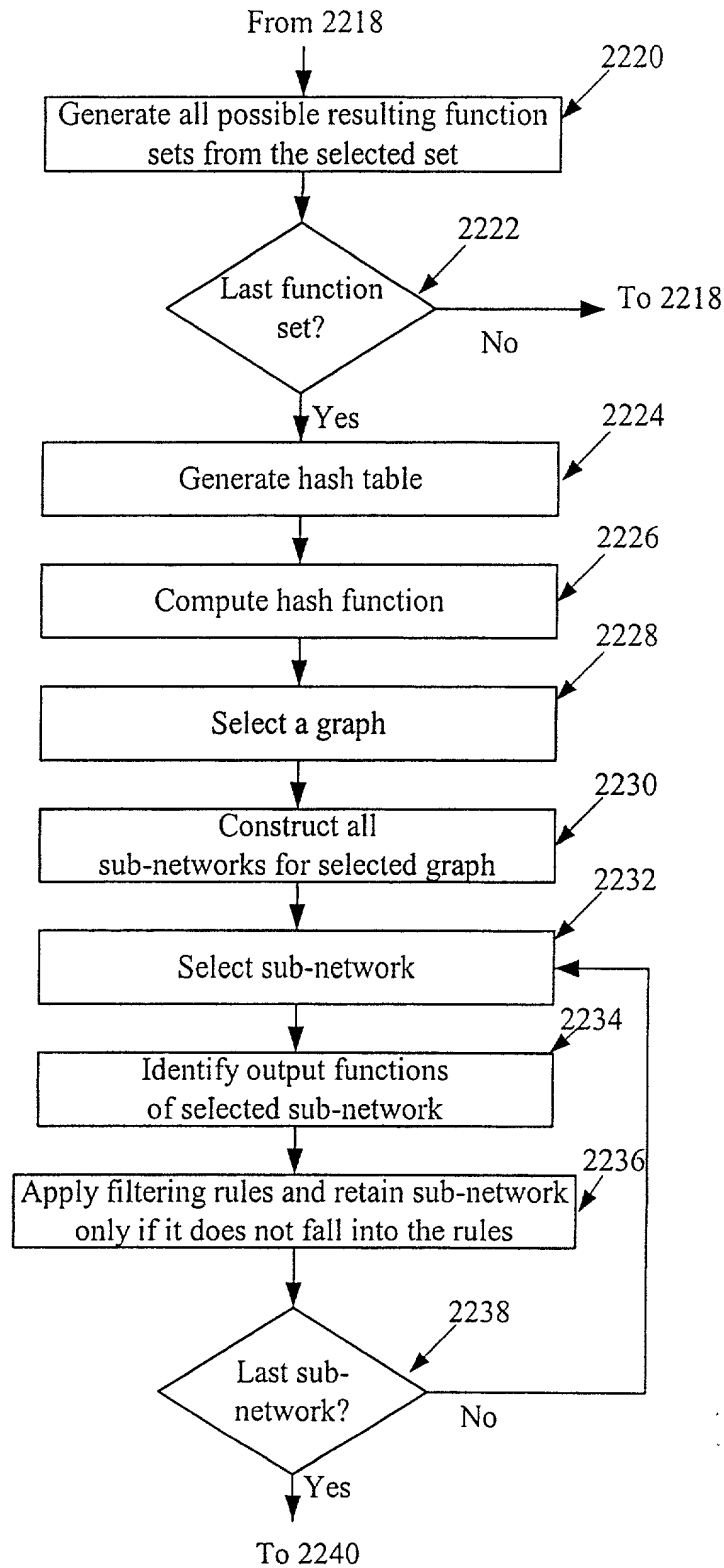 From 2218
2220
Generate all possible resulting function
sets from the selected set
2222
Last function
set?
To 2218
No
Yes
2224
Generate hash table
2226
Compute hash function
2228
Select a graph
2230
Construct all
sub-networks for selected graph
2232
Select sub-network
2234
Identify output functions
of selected sub-network
2236
Apply filtering rules and retain sub-network
only if it does not fall into the rules
2238
Last sub-
network?
No
Yes
To 2240